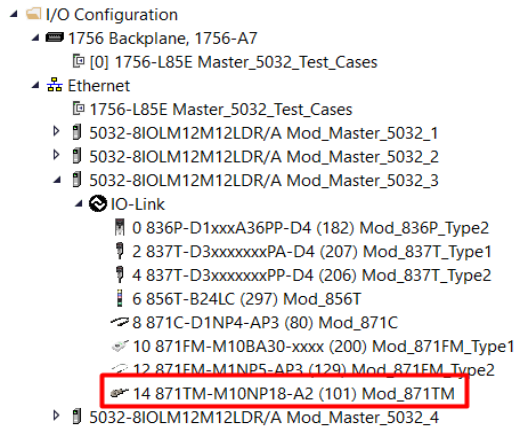 I/O Configuration
1756 Backplane, 1756-A7
[0] 1756-L85E Master_5032_Test_Cases
Ethernet
1756-L85E Master_5032_Test_Cases
5032-8IOLM12M12LDR/A Mod_Master_5032_1
5032-8IOLM12M12LDR/A Mod_Master_5032_2
5032-8IOLM12M12LDR/A Mod_Master_5032_3
IO-Link
0 836P-D1xxxA36PP-D4 (182) Mod_836P_Type2
2 837T-D3xxxxxxxPA-D4 (207) Mod_837T_Type1
4 837T-D3xxxxxxxPP-D4 (206) Mod_837T_Type2
6 856T-B24LC (297) Mod_856T
8 871C-D1NP4-AP3 (80) Mod_871C
10 871FM-M10BA30-xxxx (200) Mod_871FM_Type1
12 871FM-M1NP5-AP3 (129) Mod_871FM_Type2
14 871TM-M10NP18-A2 (101) Mod_871TM
5032-8IOLM12M12LDR/A Mod_Master_5032_4